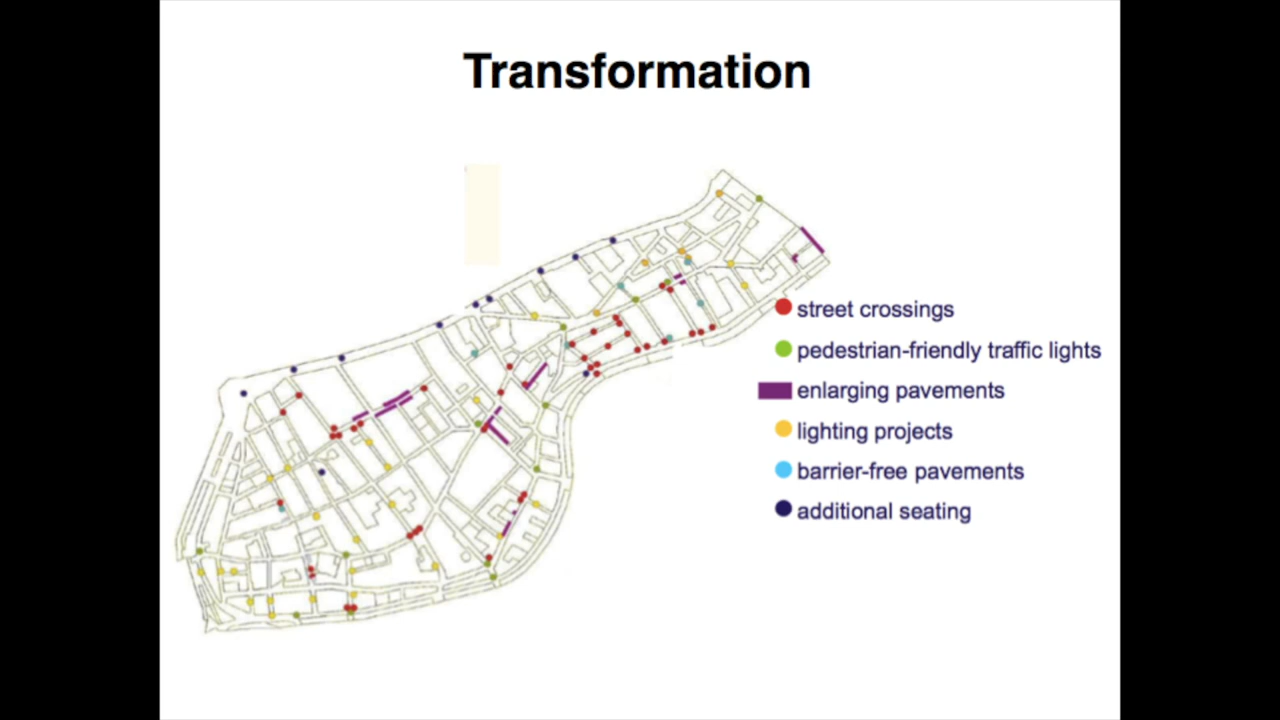 Transformation
street crossings
pedestrian-friendly traffic lights
enlarging pavements
lighting projects
barrier-free pavements
additional seating